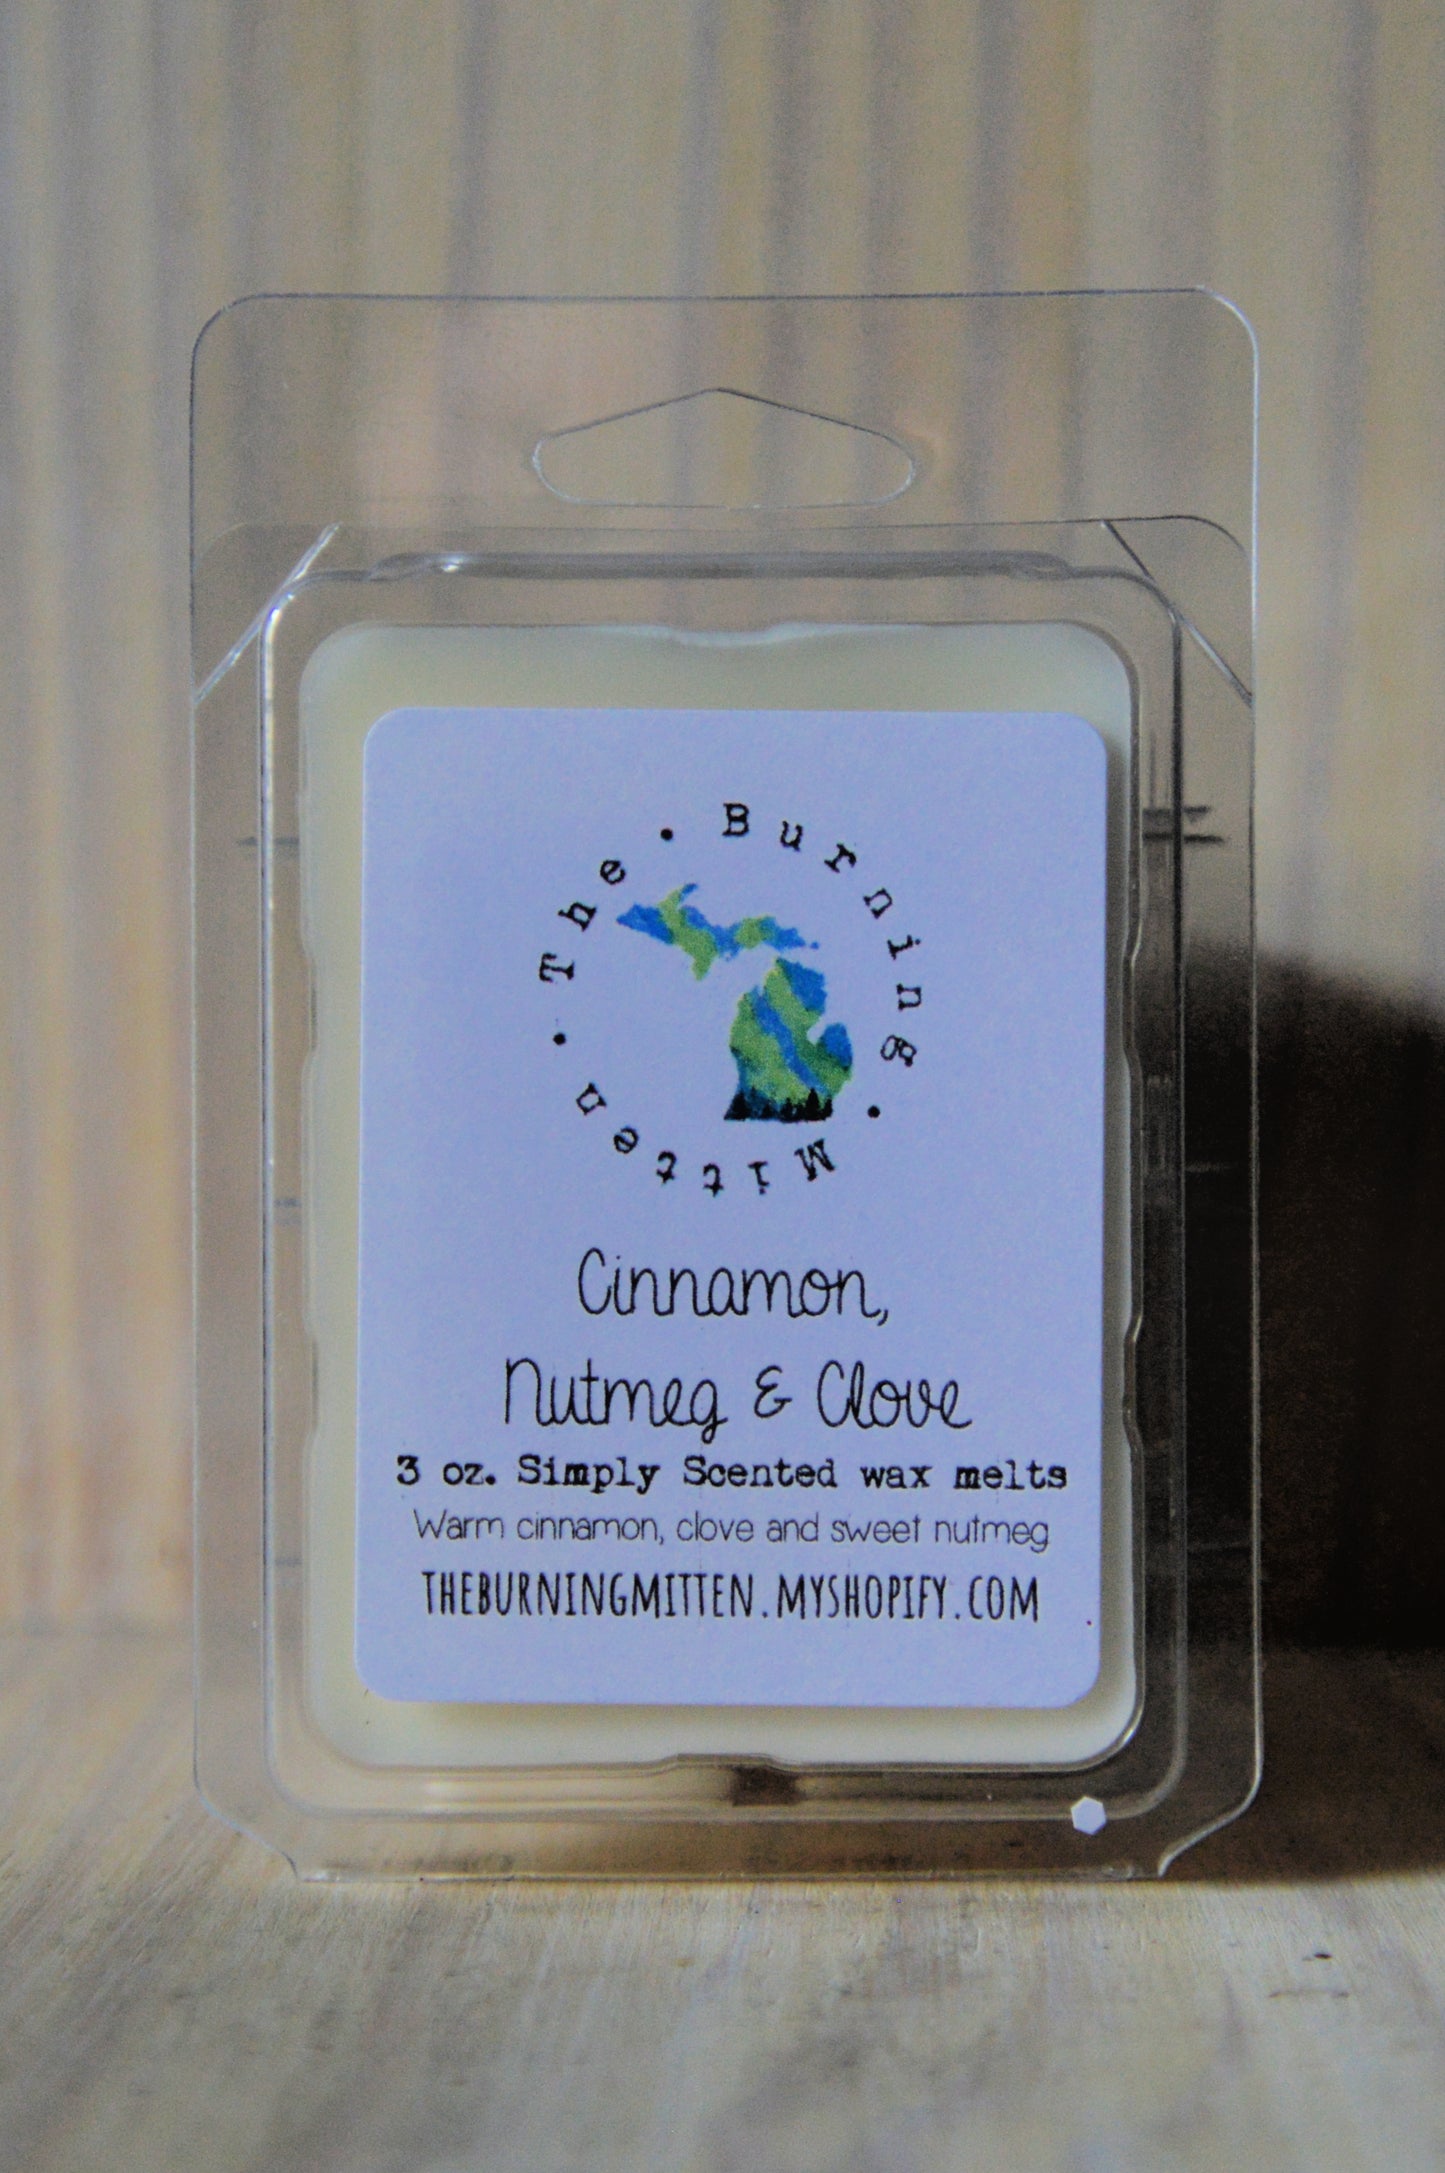 The • Burning • Mitten •
Cinnamon,
Nutmeg & Clove
3 oz. Simply Scented wax melts
Warm cinnamon, clove and sweet nutmeg
THEBURNINGMITTEN.MYSHOPIFY.COM